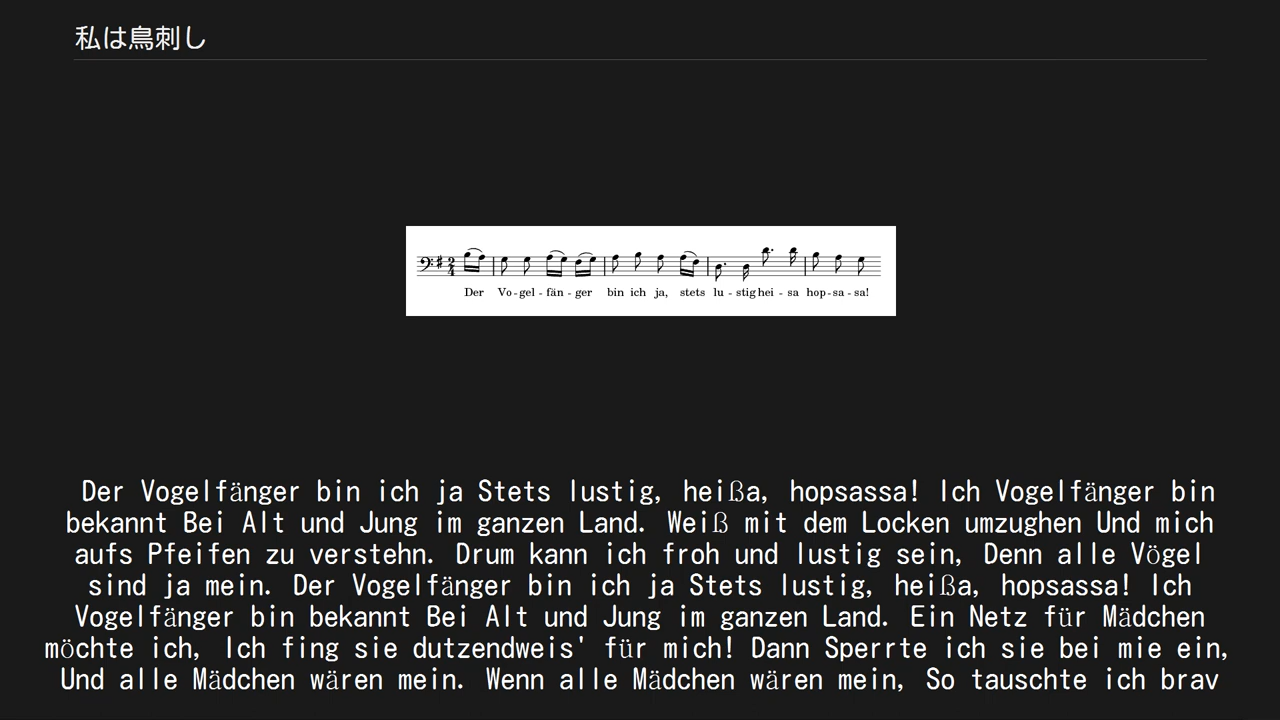 私は鳥刺し
Der Vo-gel-fän-ger bin ich ja, stets lu-stig hei-sa hop-sa-sa!
Der Vogelfänger bin ich ja Stets lustig, heißa, hopsassa! Ich Vogelfänger bin
bekannt Bei Alt und Jung im ganzen Land. Weiß mit dem Locken umzughen Und mich
aufs Pfeifen zu verstehn. Drum kann ich froh und lustig sein, Denn alle Vögel
sind ja mein. Der Vogelfänger bin ich ja Stets lustig, heißa, hopsassa! Ich
Vogelfänger bin bekannt Bei Alt und Jung im ganzen Land. Ein Netz für Mädchen
möchte ich, Ich fing sie dutzendweis' für mich! Dann Sperrte ich sie bei mie ein,
Und alle Mädchen wären mein. Wenn alle Mädchen wären mein, So tauschte ich brav